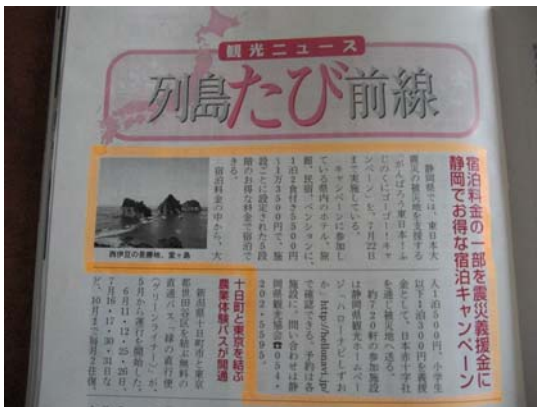 観光ニュース
列島たび前線
宿泊料金の一部を震災義援金に
静岡でお得な宿泊キャンペーン
静岡県では、東日本大
震災の被災地を支援する
「がんばろう東日本！ふ
じのくにゴーゴー！キャ
ンペーン」を、7月22日
まで実施している。
キャンペーンに参加し
ている県内のホテル、旅
館、民宿、ペンションに、
1泊2食付き5500円
〜1万3500円で、施
設ごとに設定された5段
階のお得な料金で宿泊で
きる。
宿泊料金の中から、大
人1泊500円、小学生
以下1泊300円を義援
金として、日本赤十字社
を通じ被災地へ送る。
約720軒の参加施設
は静岡県観光ホームペー
ジ「ハローナビしずお
か」http://hellonavi.jp/
で確認できる。予約は各
施設に。問い合わせは静
岡県観光協会☎054・
202・5595。
西伊豆の景勝地、堂ヶ島
十日町と東京を結ぶ
農業体験バスが開通
新潟県十日町市と東京
都世田谷区を結ぶ無料の
直通バス「緑の直行便
(グリーンライナー)」が、
5月から運行を開始した。
6月11・12・25・26日、
7月16・17・30・31日な
ど、10月まで毎月2往復、